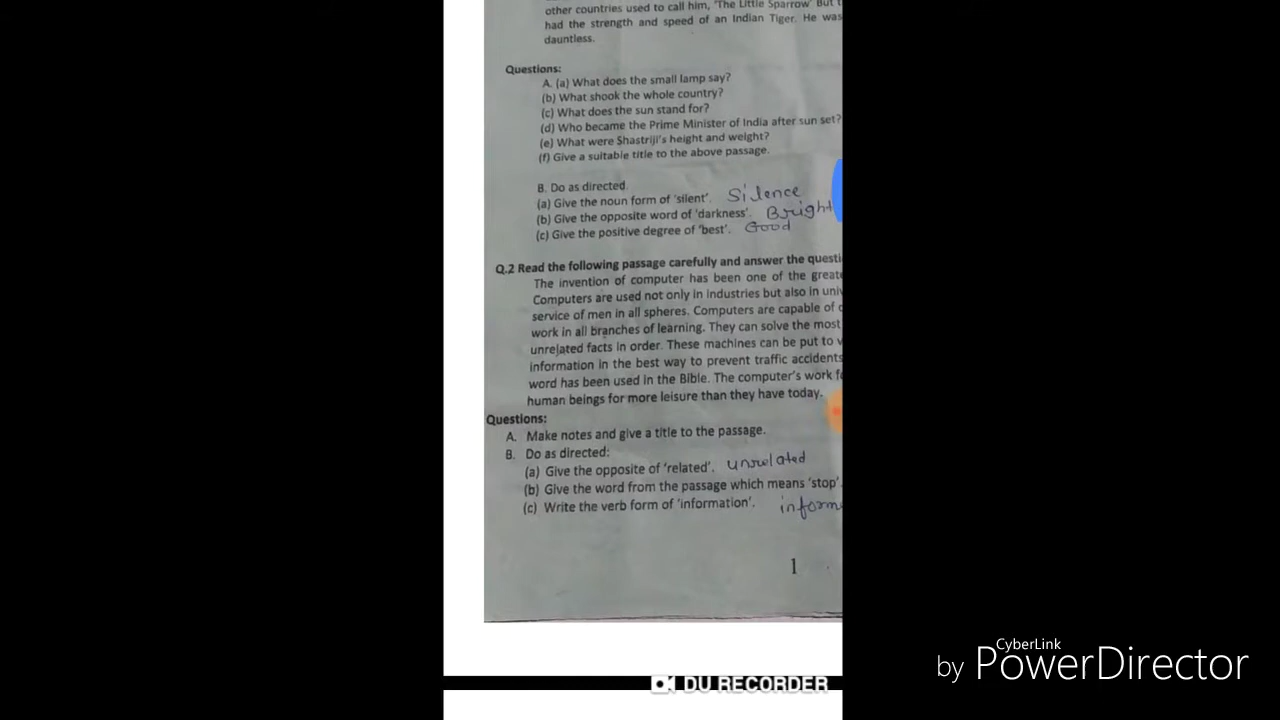 other countries used to call him, 'The Little Sparrow' But
had the strength and speed of an Indian Tiger. He was
dauntless.
Questions:
A. (a) What does the small lamp say?
(b) What shook the whole country?
(c) What does the sun stand for?
(d) Who became the Prime Minister of India after sun set?
(e) What were Shastriji's height and weight?
(f) Give a suitable title to the above passage.
B. Do as directed.
(a) Give the noun form of 'silent'. Silence
(b) Give the opposite word of 'darkness'. Bright
(c) Give the positive degree of 'best'. Good
Q.2 Read the following passage carefully and answer the
The invention of computer has been one of the
Computers are used not only in industries but also in
service of men in all spheres. Computers are capable of
work in all branches of learning. They can solve the most
unrelated facts in order. These machines can be put to
information in the best way to prevent traffic accidents
word has been used in the Bible. The computer's work
human beings for more leisure than they have today.
Questions:
A. Make notes and give a title to the passage.
B. Do as directed:
(a) Give the opposite of 'related'. unrelated
(b) Give the word from the passage which means 'stop'.
(c) Write the verb form of 'information'. inform
1
CyberLink
by PowerDirector
DU RECORDER